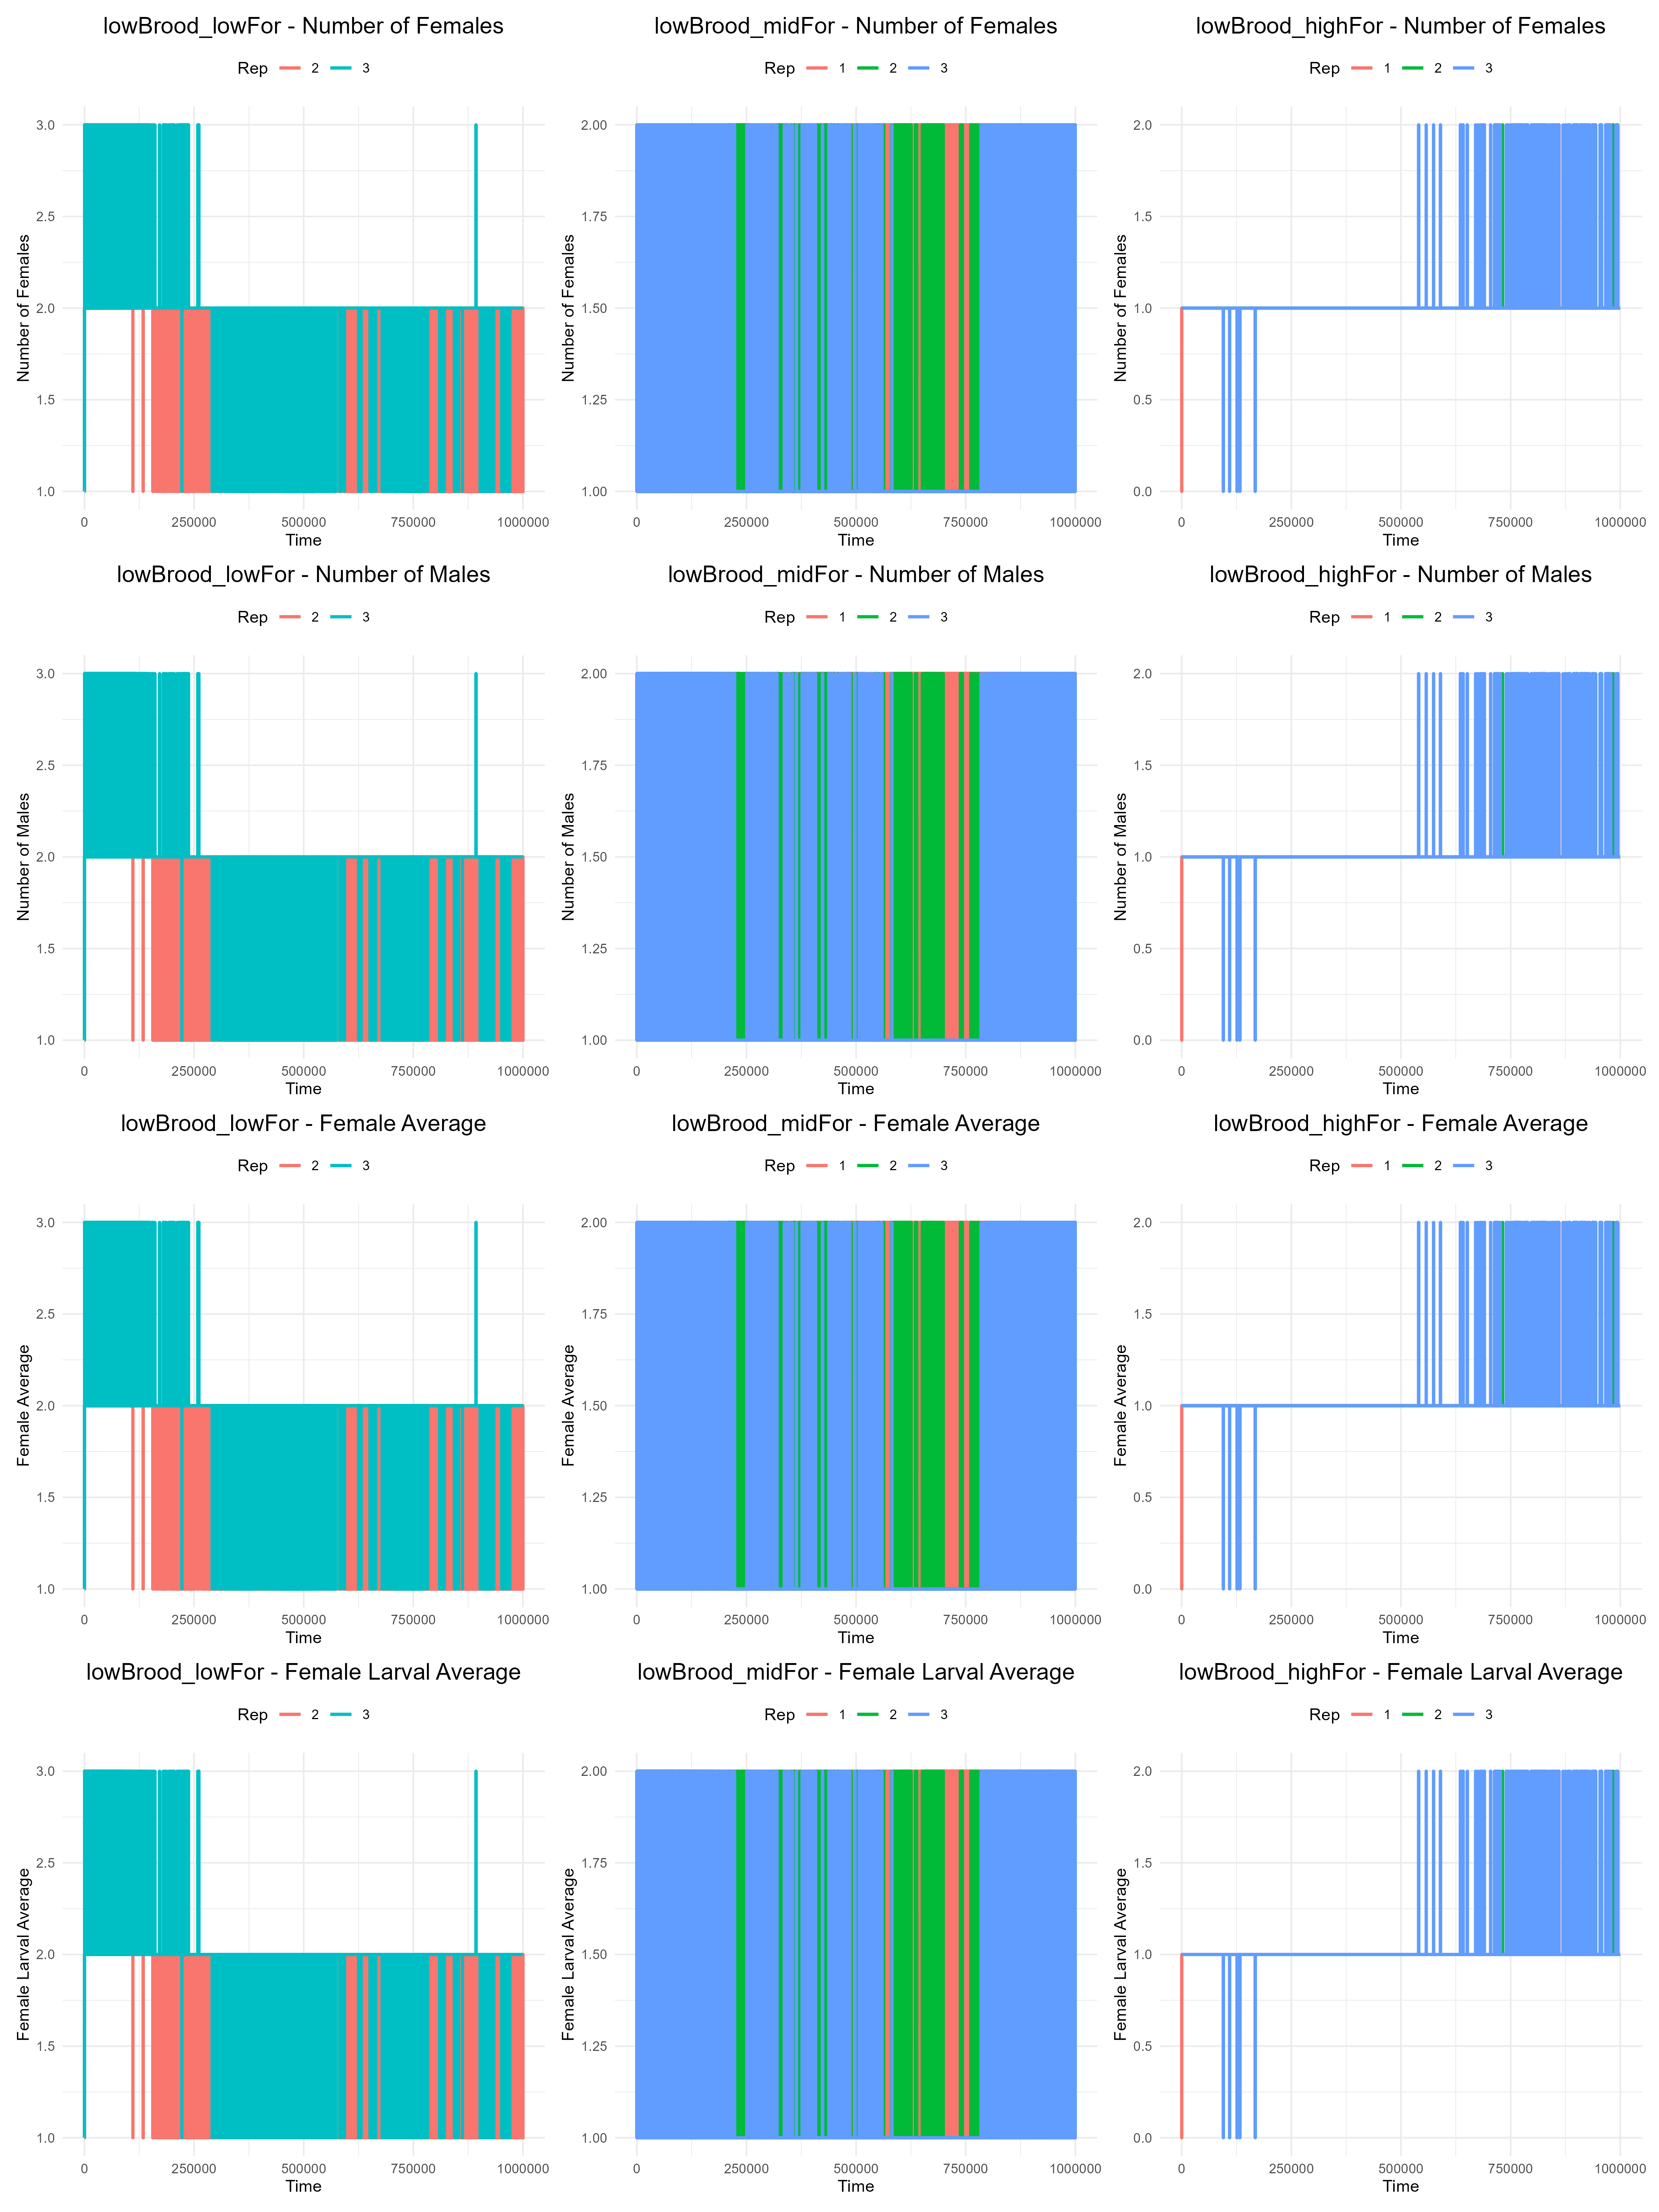 lowBrood_lowFor - Number of Females
Rep 2 3
Number of Females
3.0
2.5
2.0
1.5
1.0
0 250000 500000 750000 1000000
Time
lowBrood_midFor - Number of Females
Rep 1 2 3
Number of Females
2.00
1.75
1.50
1.25
1.00
0 250000 500000 750000 1000000
Time
lowBrood_highFor - Number of Females
Rep 1 2 3
Number of Females
2.0
1.5
1.0
0.5
0.0
0 250000 500000 750000 1000000
Time
lowBrood_lowFor - Number of Males
Rep 2 3
Number of Males
3.0
2.5
2.0
1.5
1.0
0 250000 500000 750000 1000000
Time
lowBrood_midFor - Number of Males
Rep 1 2 3
Number of Males
2.00
1.75
1.50
1.25
1.00
0 250000 500000 750000 1000000
Time
lowBrood_highFor - Number of Males
Rep 1 2 3
Number of Males
2.0
1.5
1.0
0.5
0.0
0 250000 500000 750000 1000000
Time
lowBrood_lowFor - Female Average
Rep 2 3
Female Average
3.0
2.5
2.0
1.5
1.0
0 250000 500000 750000 1000000
Time
lowBrood_midFor - Female Average
Rep 1 2 3
Female Average
2.00
1.75
1.50
1.25
1.00
0 250000 500000 750000 1000000
Time
lowBrood_highFor - Female Average
Rep 1 2 3
Female Average
2.0
1.5
1.0
0.5
0.0
0 250000 500000 750000 1000000
Time
lowBrood_lowFor - Female Larval Average
Rep 2 3
Female Larval Average
3.0
2.5
2.0
1.5
1.0
0 250000 500000 750000 1000000
Time
lowBrood_midFor - Female Larval Average
Rep 1 2 3
Female Larval Average
2.00
1.75
1.50
1.25
1.00
0 250000 500000 750000 1000000
Time
lowBrood_highFor - Female Larval Average
Rep 1 2 3
Female Larval Average
2.0
1.5
1.0
0.5
0.0
0 250000 500000 750000 1000000
Time